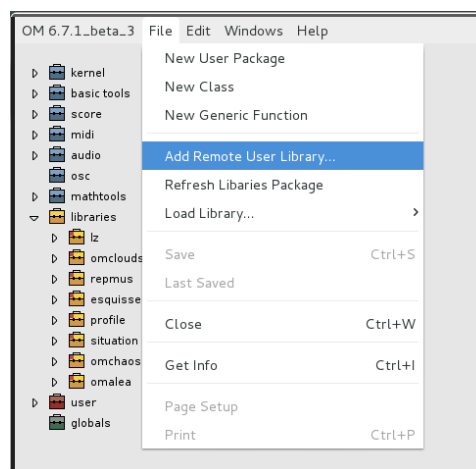 OM 6.7.1_beta_3 File Edit Windows Help
New User Package
New Class
New Generic Function
Add Remote User Library...
Refresh Libaries Package
Load Library... >
Save Ctrl+S
Last Saved
Close Ctrl+W
Get Info Ctrl+I
Page Setup
Print Ctrl+P
kernel
basic tools
score
midi
audio
osc
mathtools
libraries
lz
omclouds
repmus
esquisse
profile
situation
omchaos
omalea
user
globals